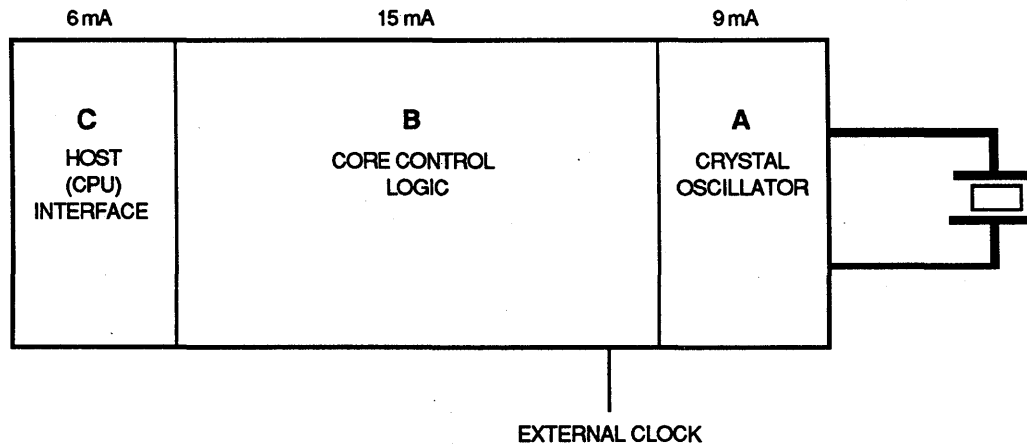 6 mA
15 mA
9 mA
C
HOST
(CPU)
INTERFACE
B
CORE CONTROL
LOGIC
A
CRYSTAL
OSCILLATOR
EXTERNAL CLOCK